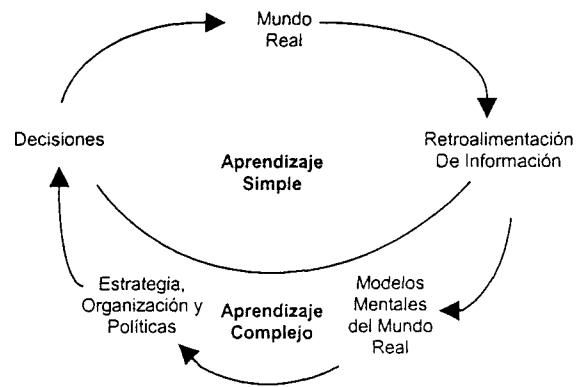 Mundo
Real
Decisiones
Retroalimentación
De Información
Aprendizaje
Simple
Estrategia,
Organización y
Políticas
Aprendizaje
Complejo
Modelos
Mentales
del Mundo
Real